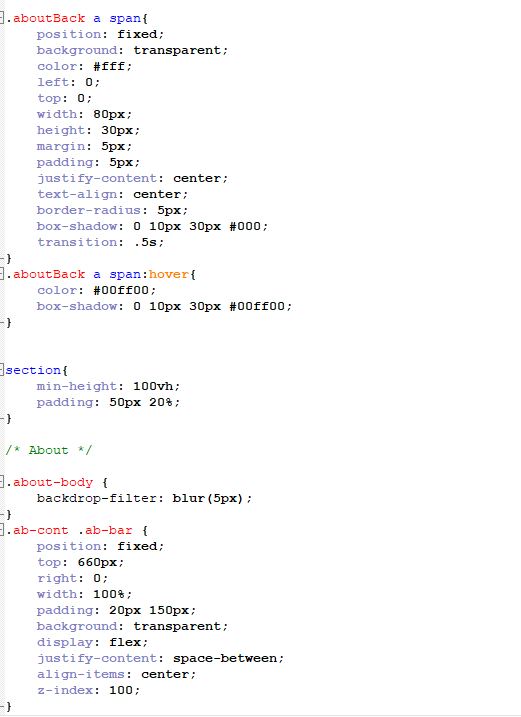 .aboutBack a span{
position: fixed;
background: transparent;
color: #fff;
left: 0;
top: 0;
width: 80px;
height: 30px;
margin: 5px;
padding: 5px;
justify-content: center;
text-align: center;
border-radius: 5px;
box-shadow: 0 10px 30px #000;
transition: .5s;
}
.aboutBack a span:hover{
color: #00ff00;
box-shadow: 0 10px 30px #00ff00;
}
section{
min-height: 100vh;
padding: 50px 20%;
}
/* About */
.about-body {
backdrop-filter: blur(5px);
}
.ab-cont .ab-bar {
position: fixed;
top: 660px;
right: 0;
width: 100%;
padding: 20px 150px;
background: transparent;
display: flex;
justify-content: space-between;
align-items: center;
z-index: 100;
}